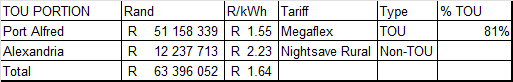 TOU PORTION Rand R/kWh Tariff Type % TOU
Port Alfred R 51 158 339 R 1.55 Megaflex TOU 81%
Alexandria R 12 237 713 R 2.23 Nightsave Rural Non-TOU
Total R 63 396 052 R 1.64